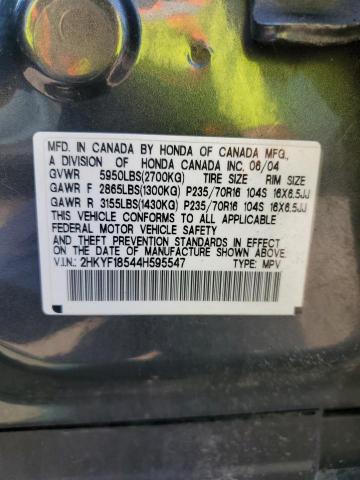 MFD. IN CANADA BY HONDA OF CANADA MFG.,
A DIVISION OF HONDA CANADA INC. 06/04
GVWR 5950LBS(2700KG) TIRE SIZE RIM SIZE
GAWR F 2865LBS(1300KG) P235/70R16 104S 16X6.5JJ
GAWR R 3155LBS(1430KG) P235/70R16 104S 16X6.5JJ
THIS VEHICLE CONFORMS TO ALL APPLICABLE
FEDERAL MOTOR VEHICLE SAFETY
AND THEFT PREVENTION STANDARDS IN EFFECT
ON THE DATE OF MANUFACTURE SHOWN ABOVE.
V.I.N.: 2HKYF18544H595547 TYPE: MPV